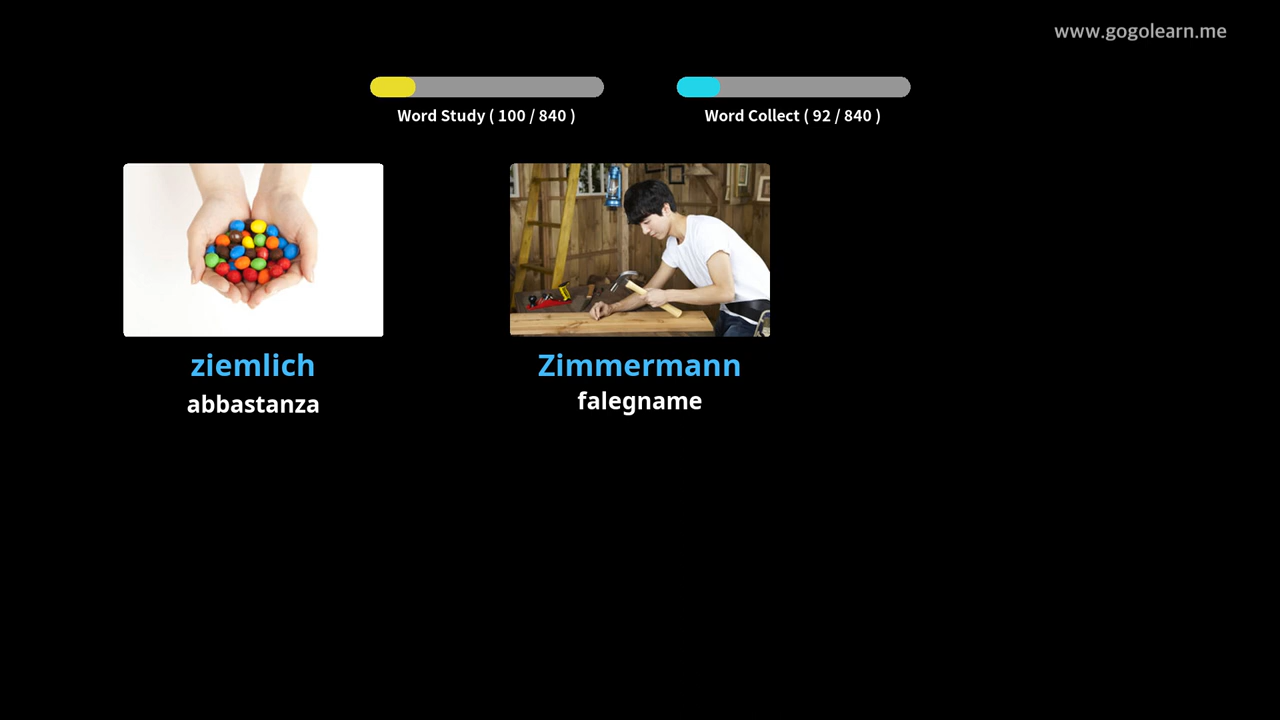 www.gogolearn.me
Word Study ( 100 / 840 )
Word Collect ( 92 / 840 )
ziemlich
abbastanza
Zimmermann
falegname